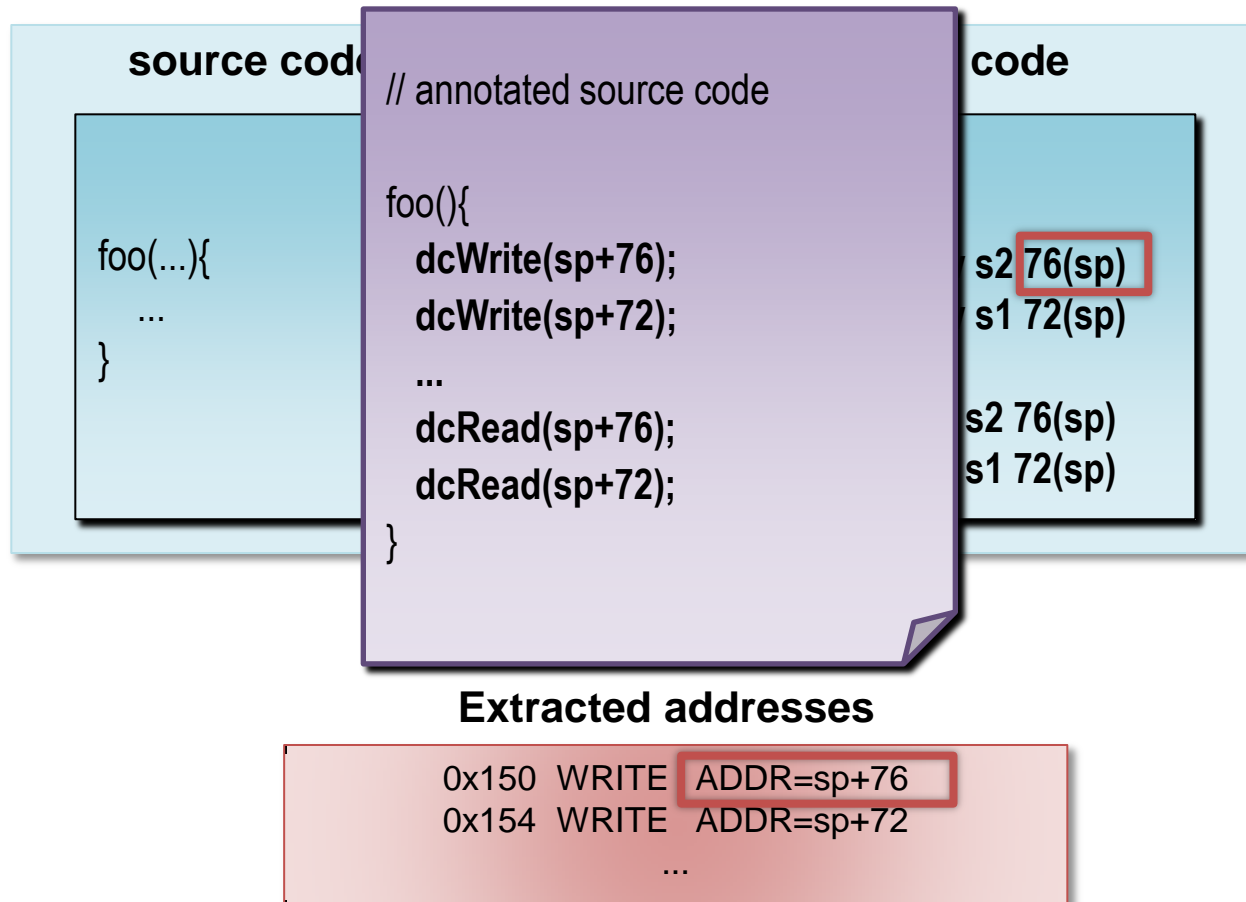 source cod
code
foo(...){
...
}
// annotated source code
foo(){
dcWrite(sp+76);
dcWrite(sp+72);
...
dcRead(sp+76);
dcRead(sp+72);
}
s2 76(sp)
s1 72(sp)
s2 76(sp)
s1 72(sp)
Extracted addresses
0x150 WRITE ADDR=sp+76
0x154 WRITE ADDR=sp+72
...